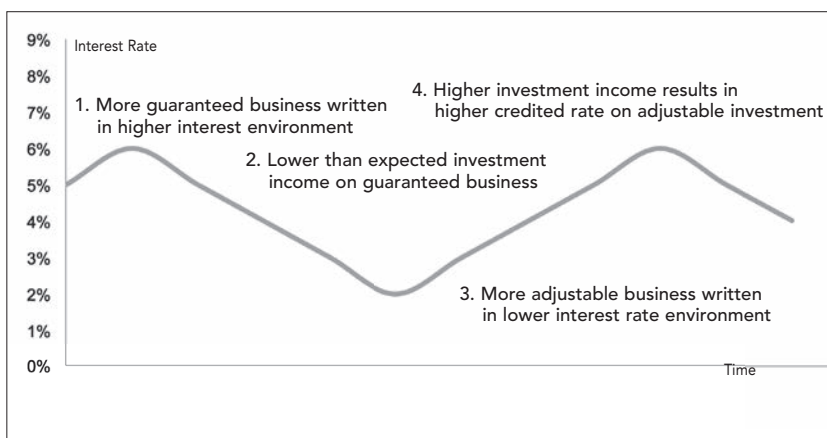 9%
Interest Rate
8%
7%
1. More guaranteed business written
in higher interest environment
4. Higher investment income results in
higher credited rate on adjustable investment
6%
2. Lower than expected investment
income on guaranteed business
5%
4%
3%
2%
3. More adjustable business written
in lower interest rate environment
1%
0%
Time